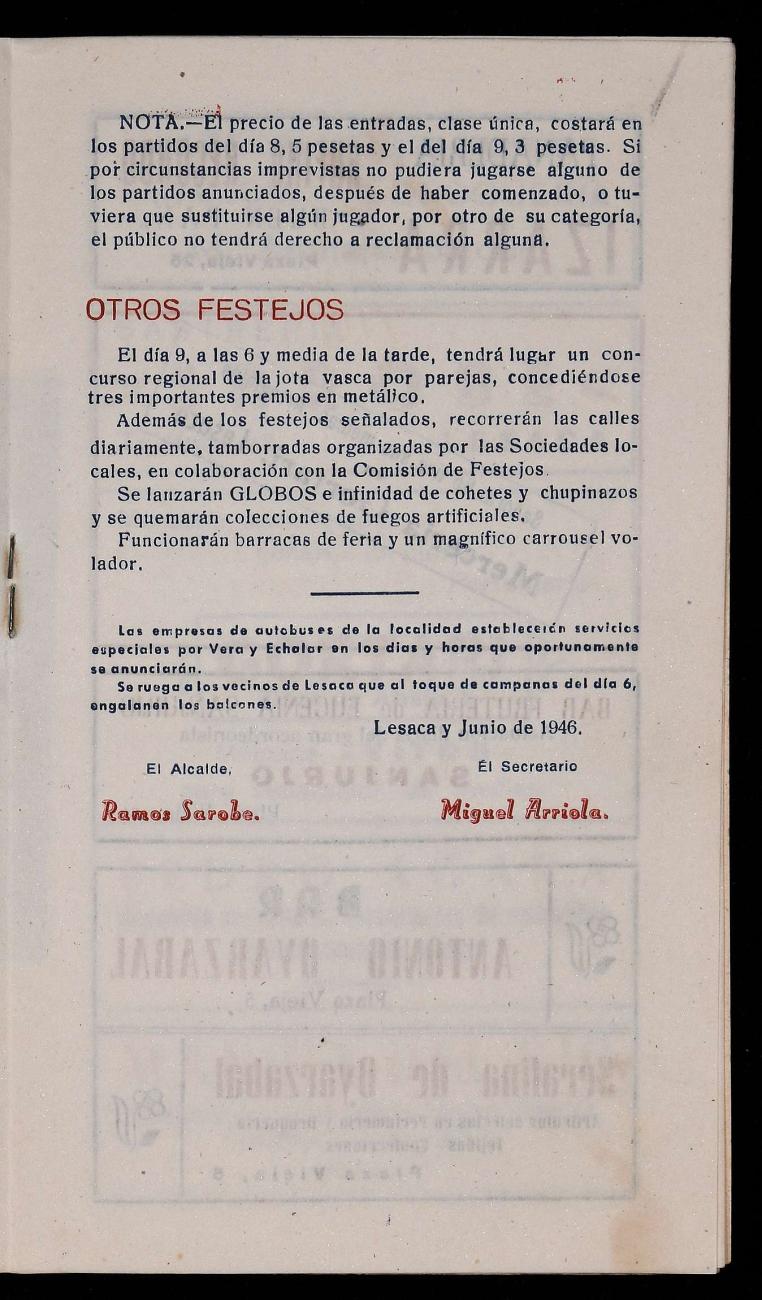 NOTA.—El precio de las entradas, clase única, costará en
los partidos del día 8, 5 pesetas y el del día 9, 3 pesetas. Si
por circunstancias imprevistas no pudiera jugarse alguno de
los partidos anunciados, después de haber comenzado, o tu-
viera que sustituirse algún jugador, por otro de su categoría,
el público no tendrá derecho a reclamación alguna.
OTROS FESTEJOS
El día 9, a las 6 y media de la tarde, tendrá lugar un con-
curso regional de la jota vasca por parejas, concediéndose
tres importantes premios en metálico.
Además de los festejos señalados, recorrerán las calles
diariamente, tamborradas organizadas por las Sociedades lo-
cales, en colaboración con la Comisión de Festejos.
Se lanzarán GLOBOS e infinidad de cohetes y chupinazos
y se quemarán colecciones de fuegos artificiales.
Funcionarán barracas de feria y un magnífico carrousel vo-
lador.
Las empresas de autobuses de la localidad establecerán servicios
especiales por Vera y Echalar en los dias y horas que oportunamente
se anunciarán.
Se ruega a los vecinos de Lesaca que al toque de campanas del día 6,
engalanen los balcones.
Lesaca y Junio de 1946.
El Alcalde,
El Secretario
Ramos Sarobe.
Miguel Arriola.